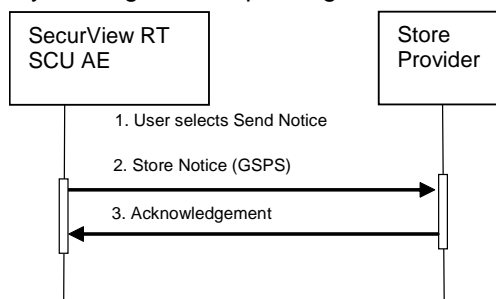 SecurView RT
SCU AE
Store
Provider
1. User selects Send Notice
2. Store Notice (GSPS)
3. Acknowledgement